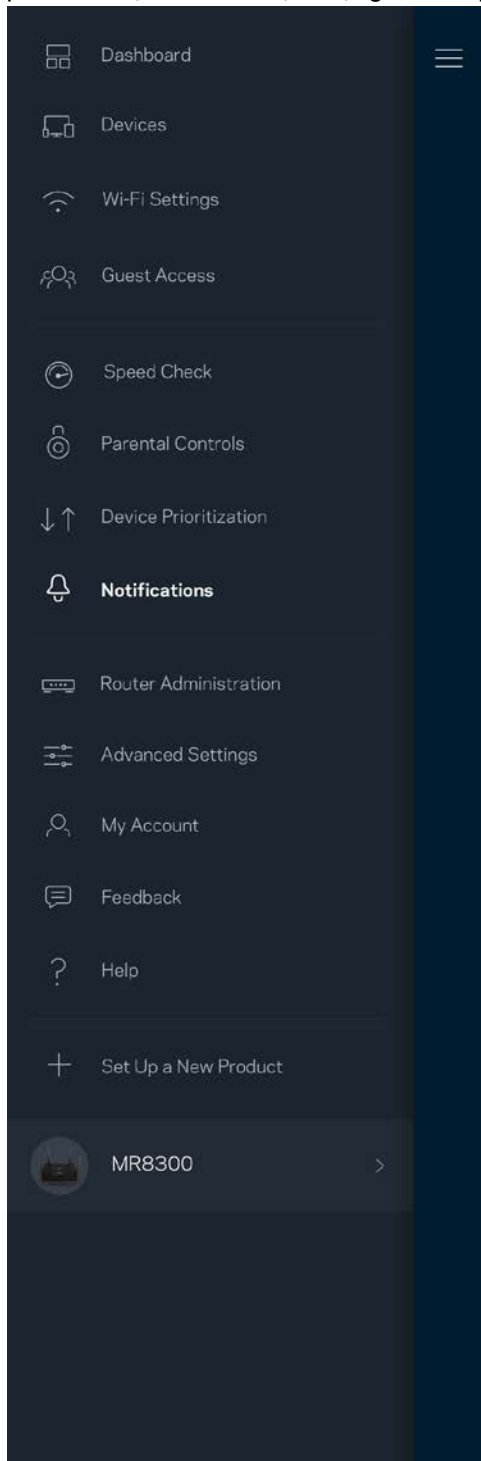 Dashboard
Devices
Wi-Fi Settings
Guest Access
Speed Check
Parental Controls
Device Prioritization
Notifications
Router Administration
Advanced Settings
My Account
Feedback
Help
Set Up a New Product
MR8300